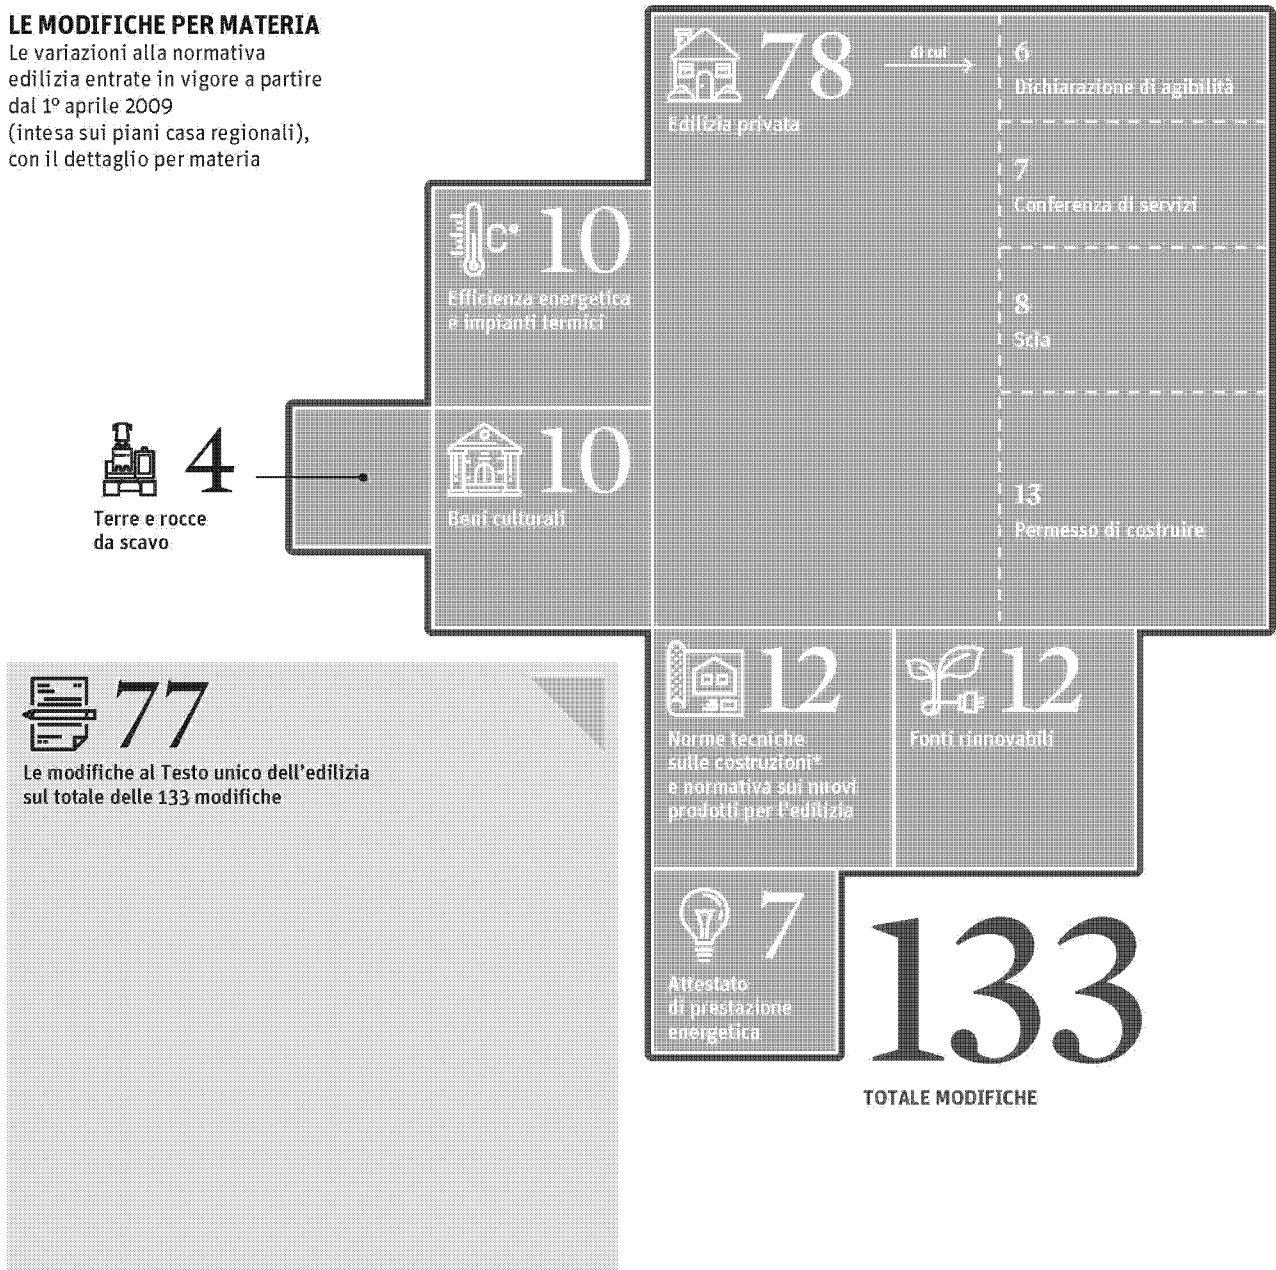 LE MODIFICHE PER MATERIA
Le variazioni alla normativa
edilizia entrate in vigore a partire
dal 1º aprile 2009
(intesa sui piani casa regionali),
con il dettaglio per materia
78
di cui
Edilizia privata
6
Dichiarazione di agibilità
7
Conferenza di servizi
8
Scia
13
Permesso di costruire
C°
10
Efficienza energetica
e impianti termici
4
Terre e rocce
da scavo
10
Beni culturali
77
Le modifiche al Testo unico dell'edilizia
sul totale delle 133 modifiche
12
Norme tecniche
sulle costruzioni*
e normativa sui nuovi
prodotti per l'edilizia
12
Fonti rinnovabili
7
Attestato
di prestazione
energetica
133
TOTALE MODIFICHE